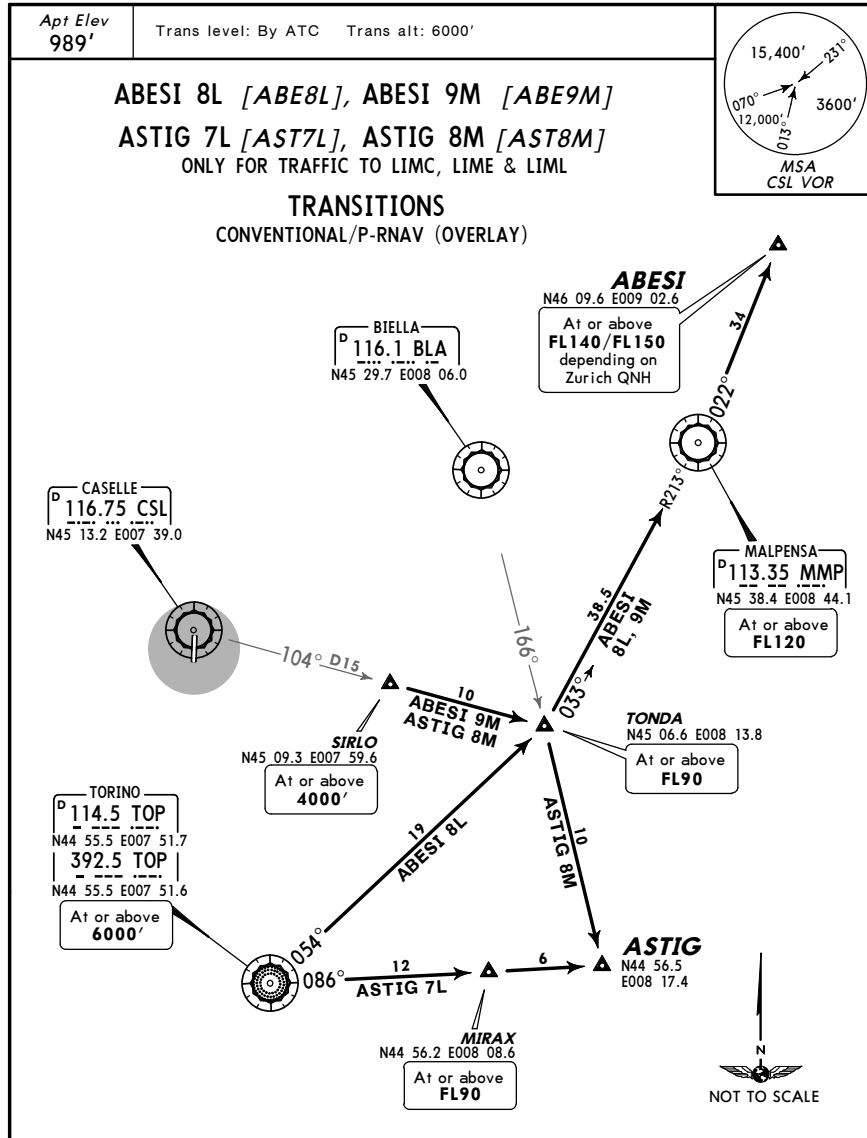 Apt Elev
989'
Trans level: By ATC Trans alt: 6000'
15,400'
231°
070°
12,000'
3600'
013°
MSA
CSL VOR
ABESI 8L [ABE8L], ABESI 9M [ABE9M]
ASTIG 7L [AST7L], ASTIG 8M [AST8M]
ONLY FOR TRAFFIC TO LIMC, LIME & LIML
TRANSITIONS
CONVENTIONAL/P-RNAV (OVERLAY)
ABESI
N46 09.6 E009 02.6
At or above
FL140/FL150
depending on
Zurich QNH
34
022°
BIELLA
D 116.1 BLA
N45 29.7 E008 06.0
CASELLE
D 116.75 CSL
N45 13.2 E007 39.0
R213°
MALPENSA
D 113.35 MMP
N45 38.4 E008 44.1
At or above
FL120
38.5
ABESI
8L, 9M
033°
166°
104° D15
10
ABESI 9M
ASTIG 8M
SIRLO
N45 09.3 E007 59.6
At or above
4000'
TONDA
N45 06.6 E008 13.8
At or above
FL90
TORINO
D 114.5 TOP
N44 55.5 E007 51.7
392.5 TOP
N44 55.5 E007 51.6
At or above
6000'
19
ABESI 8L
054°
10
ASTIG 8M
086°
12
ASTIG 7L
6
ASTIG
N44 56.5
E008 17.4
MIRAX
N44 56.2 E008 08.6
At or above
FL90
N
NOT TO SCALE